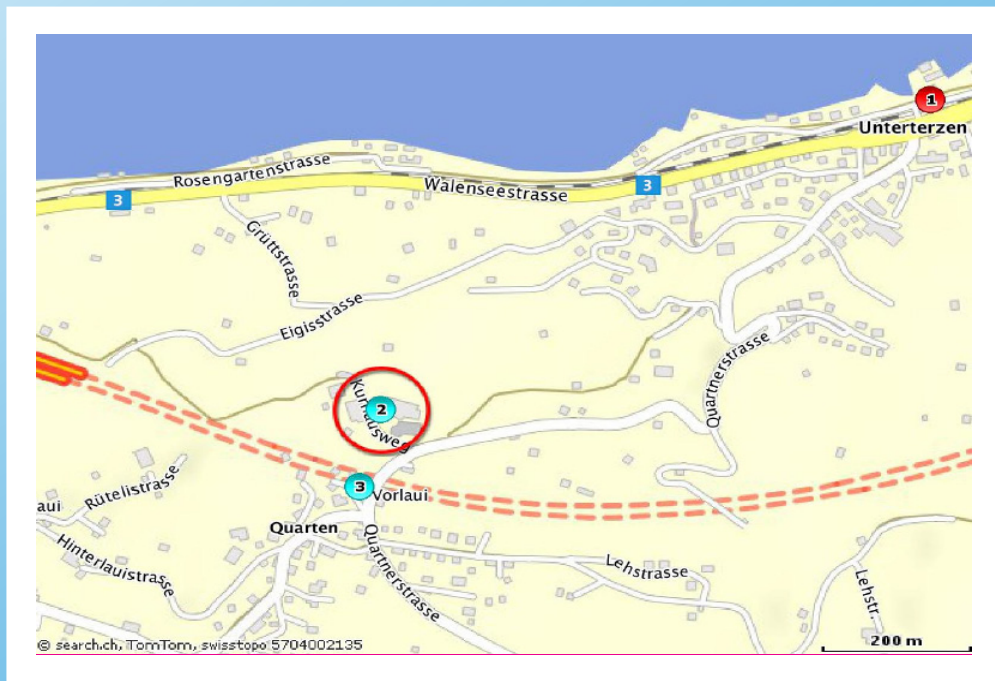 1
Unterterzen
Rosengartenstrasse
Walenseestrasse
3
3
Grüttstrasse
Eigisstrasse
Quartnerstrasse
Kurhausweg
2
3
Vorlaui
Rütelistrasse
aui
Quarten
Hinterlauistrasse
Quartnerstrasse
Lehstrasse
Lehstr.
© search.ch, TomTom, swisstopo 5704002135
200 m